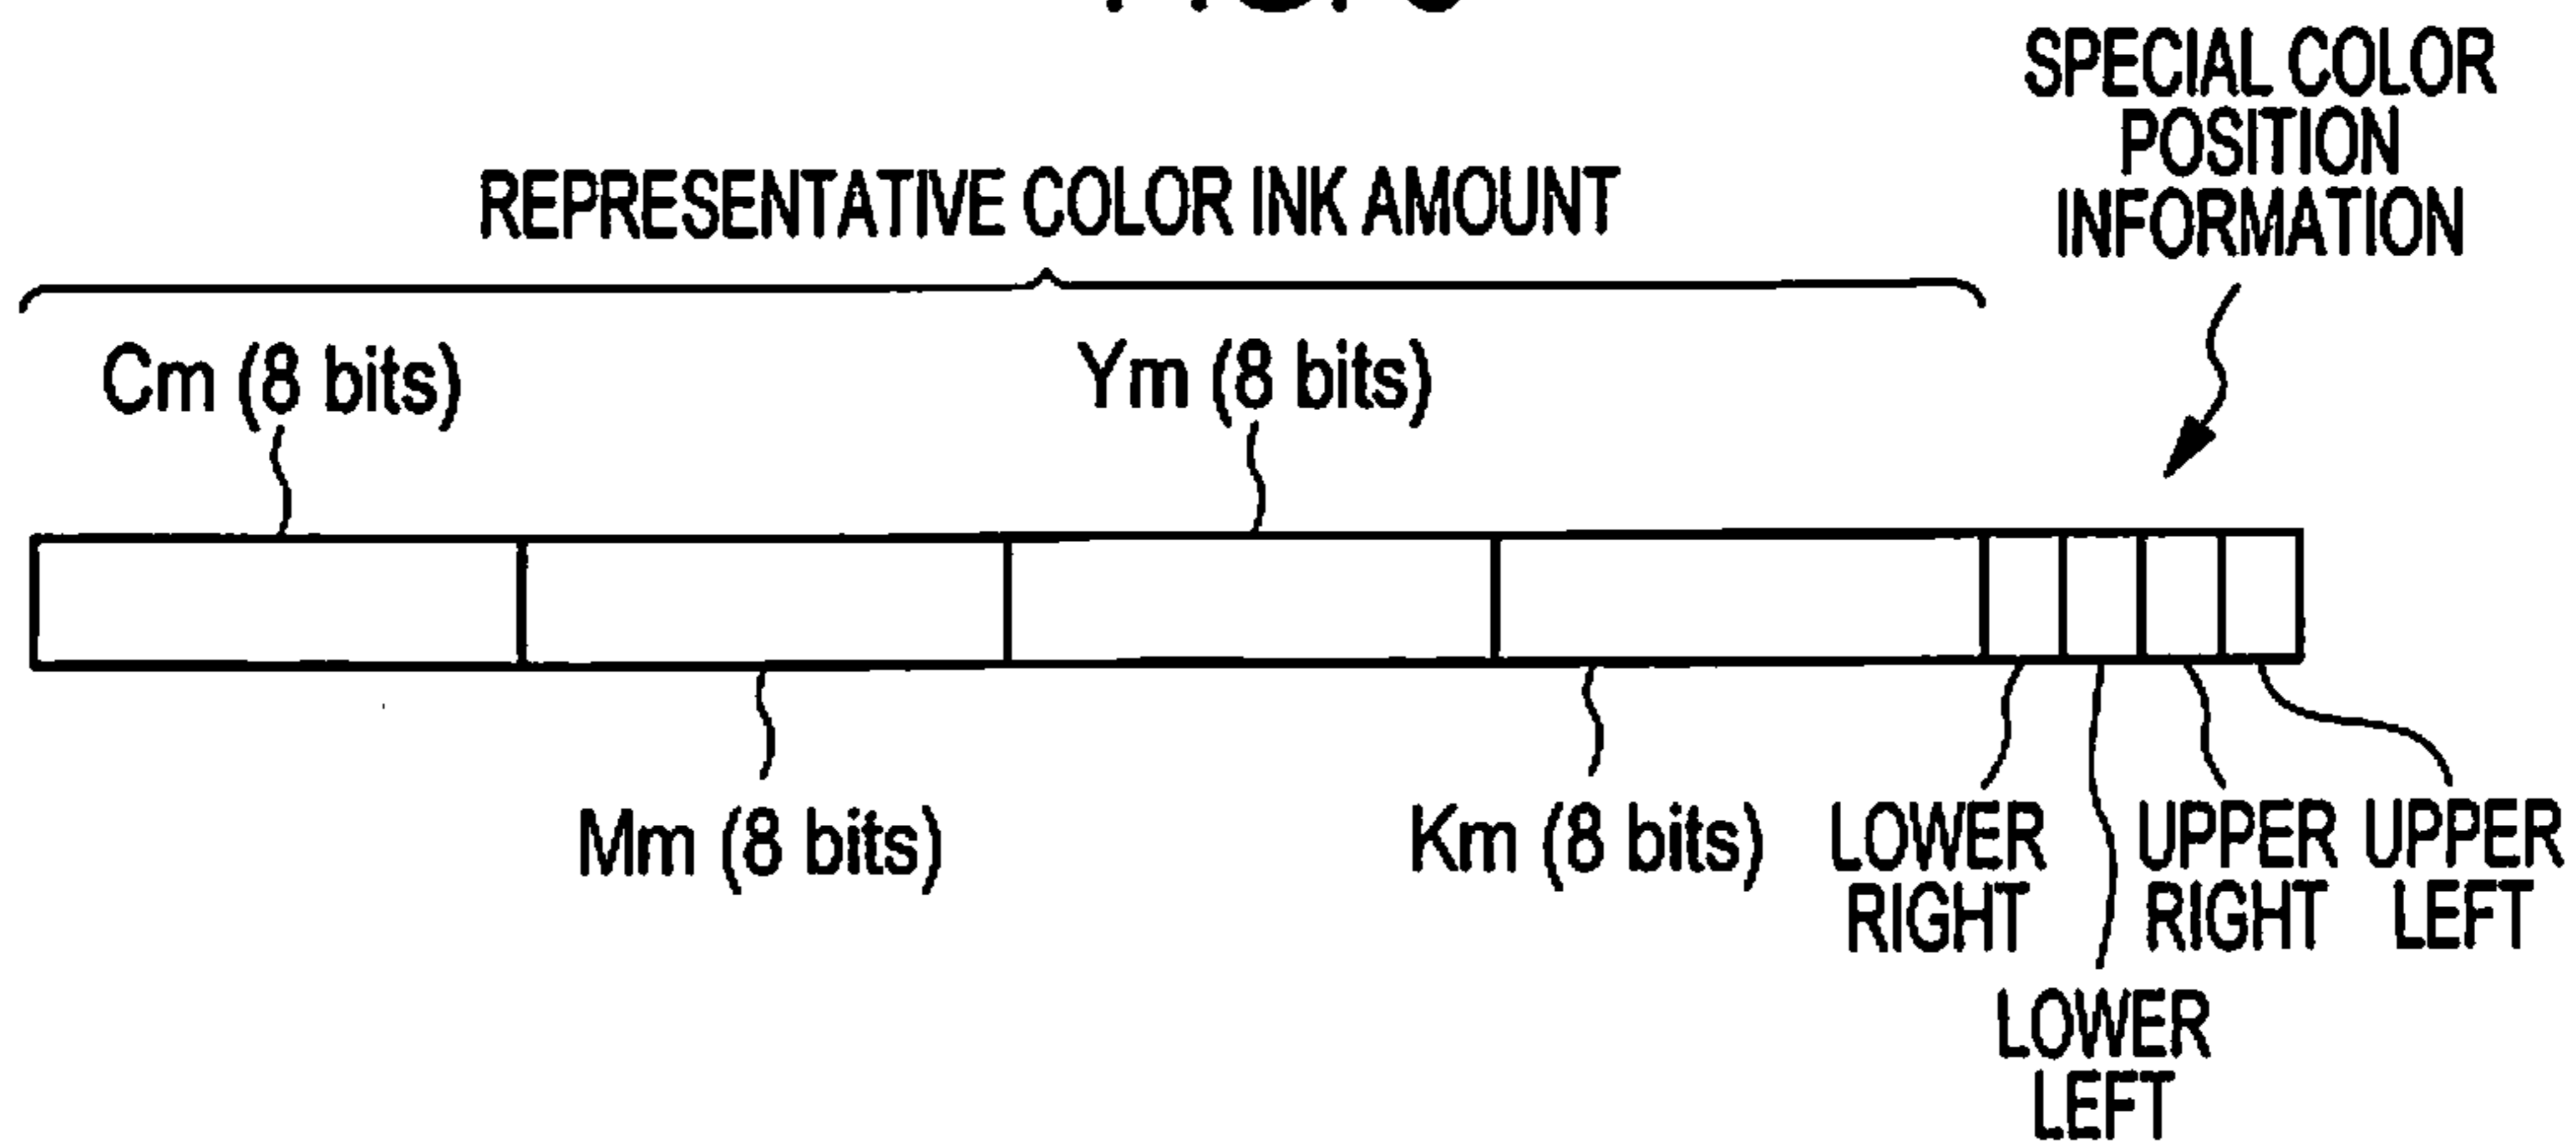 SPECIAL COLOR
POSITION
INFORMATION
REPRESENTATIVE COLOR INK AMOUNT
Cm (8 bits)
Ym (8 bits)
Mm (8 bits)
Km (8 bits)
LOWER
RIGHT
UPPER
RIGHT
UPPER
LEFT
LOWER
LEFT